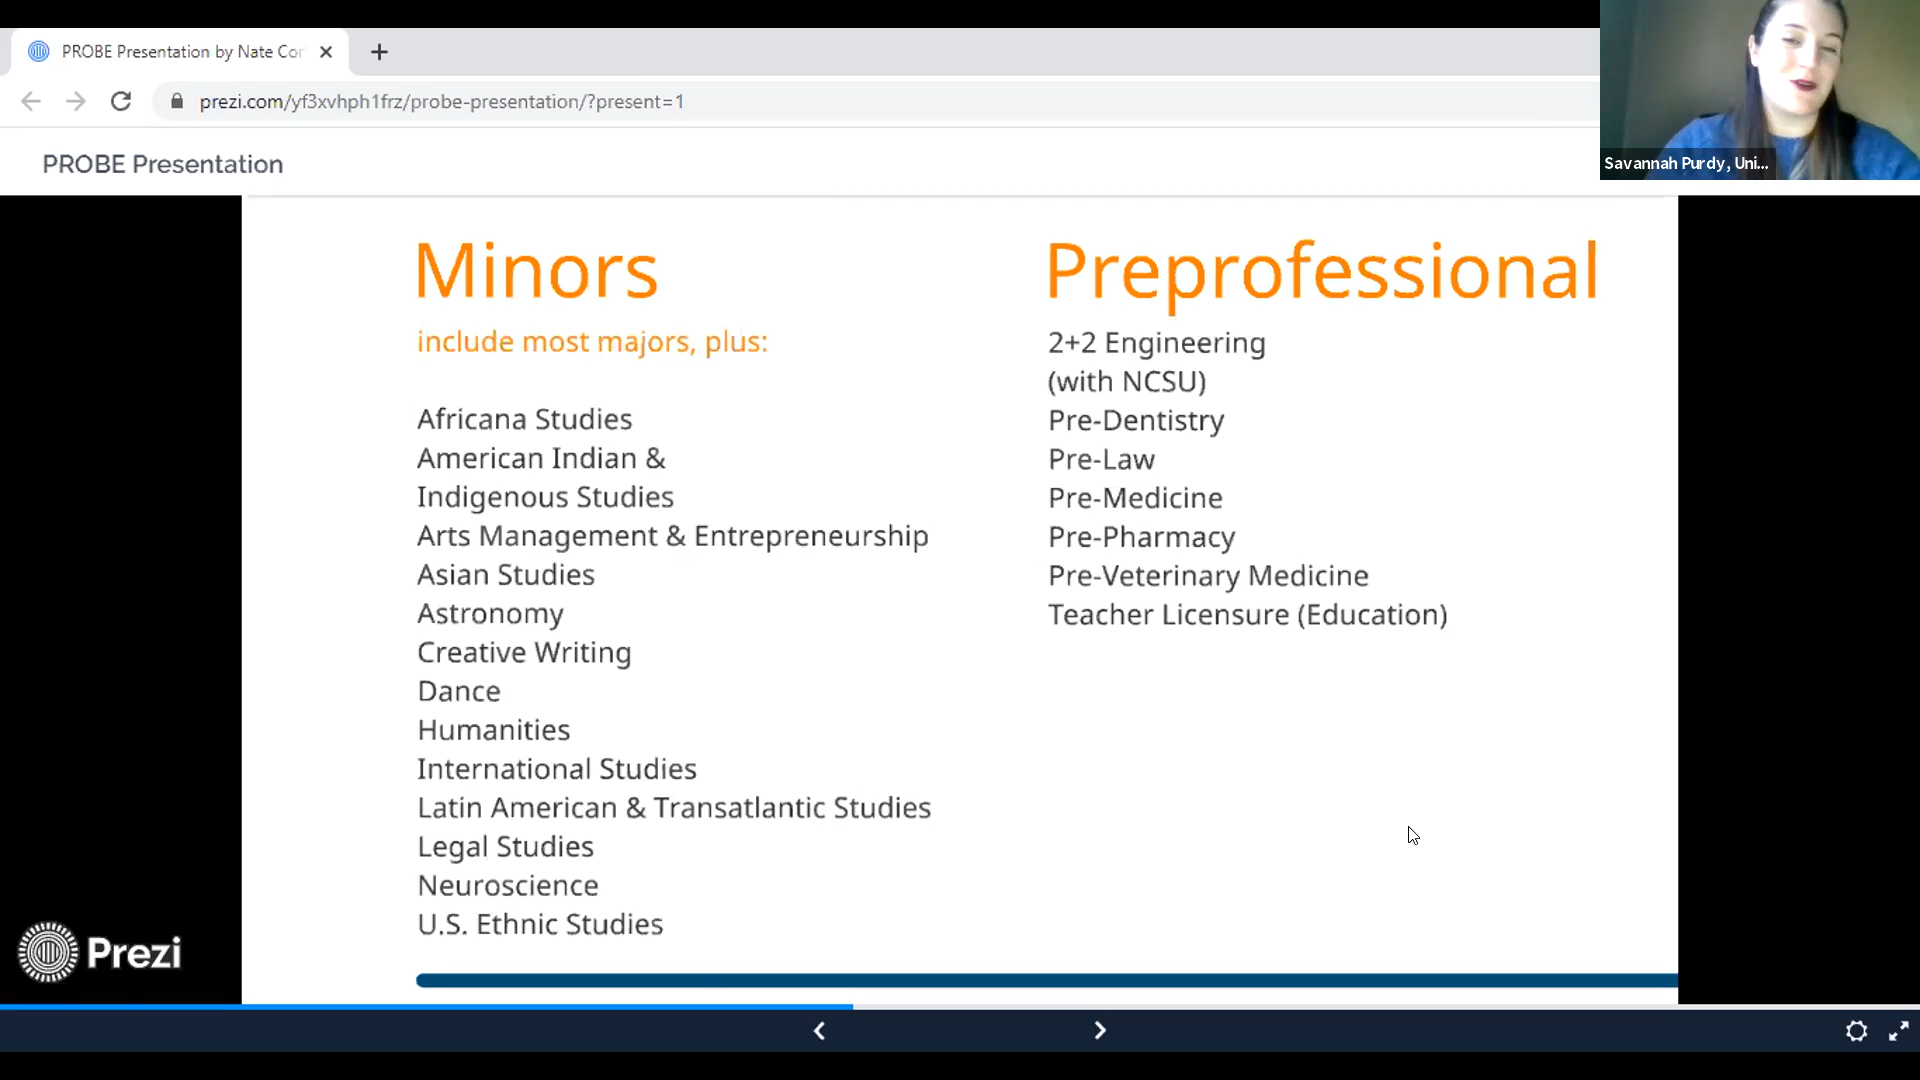 PROBE Presentation by Nate Cor
prezi.com/yf3xvhph1frz/probe-presentation/?present=1
PROBE Presentation
Savannah Purdy, Uni...
Minors
include most majors, plus:
Africana Studies
American Indian &
Indigenous Studies
Arts Management & Entrepreneurship
Asian Studies
Astronomy
Creative Writing
Dance
Humanities
International Studies
Latin American & Transatlantic Studies
Legal Studies
Neuroscience
U.S. Ethnic Studies
Preprofessional
2+2 Engineering
(with NCSU)
Pre-Dentistry
Pre-Law
Pre-Medicine
Pre-Pharmacy
Pre-Veterinary Medicine
Teacher Licensure (Education)
Prezi